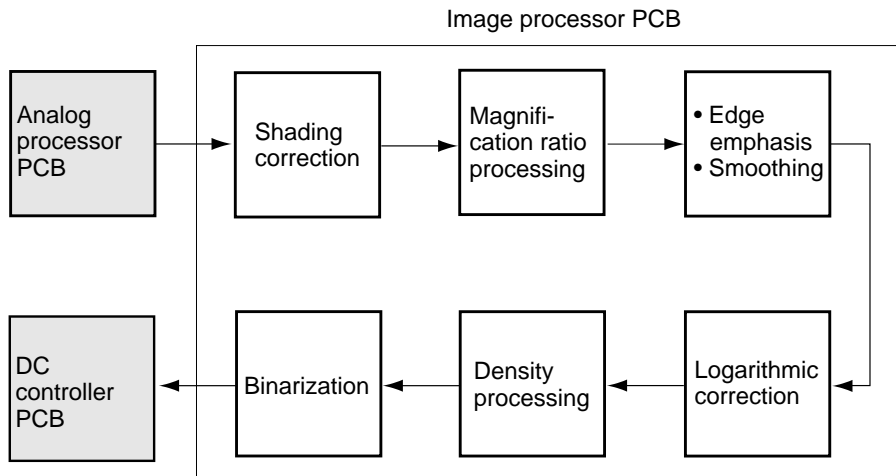 Image processor PCB
Analog
processor
PCB
Shading
correction
Magnifi-
cation ratio
processing
• Edge
emphasis
• Smoothing
DC
controller
PCB
Binarization
Density
processing
Logarithmic
correction